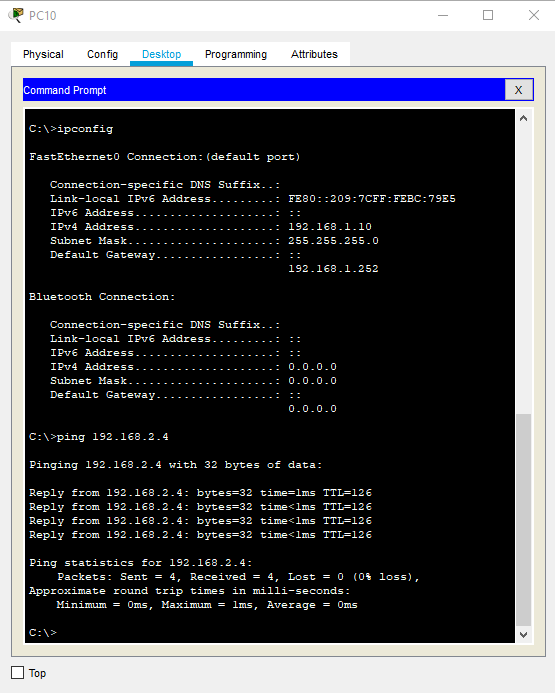 PC10
Physical Config Desktop Programming Attributes
Command Prompt X
C:\>ipconfig
FastEthernet0 Connection:(default port)
Connection-specific DNS Suffix..:
Link-local IPv6 Address.........: FE80::209:7CFF:FEBC:79E5
IPv6 Address....................: ::
IPv4 Address....................: 192.168.1.10
Subnet Mask.....................: 255.255.255.0
Default Gateway.................: ::
192.168.1.252
Bluetooth Connection:
Connection-specific DNS Suffix..:
Link-local IPv6 Address.........: ::
IPv6 Address....................: ::
IPv4 Address....................: 0.0.0.0
Subnet Mask.....................: 0.0.0.0
Default Gateway.................: ::
0.0.0.0
C:\>ping 192.168.2.4
Pinging 192.168.2.4 with 32 bytes of data:
Reply from 192.168.2.4: bytes=32 time=1ms TTL=126
Reply from 192.168.2.4: bytes=32 time<1ms TTL=126
Reply from 192.168.2.4: bytes=32 time<1ms TTL=126
Reply from 192.168.2.4: bytes=32 time<1ms TTL=126
Ping statistics for 192.168.2.4:
Packets: Sent = 4, Received = 4, Lost = 0 (0% loss),
Approximate round trip times in milli-seconds:
Minimum = 0ms, Maximum = 1ms, Average = 0ms
C:\>
Top